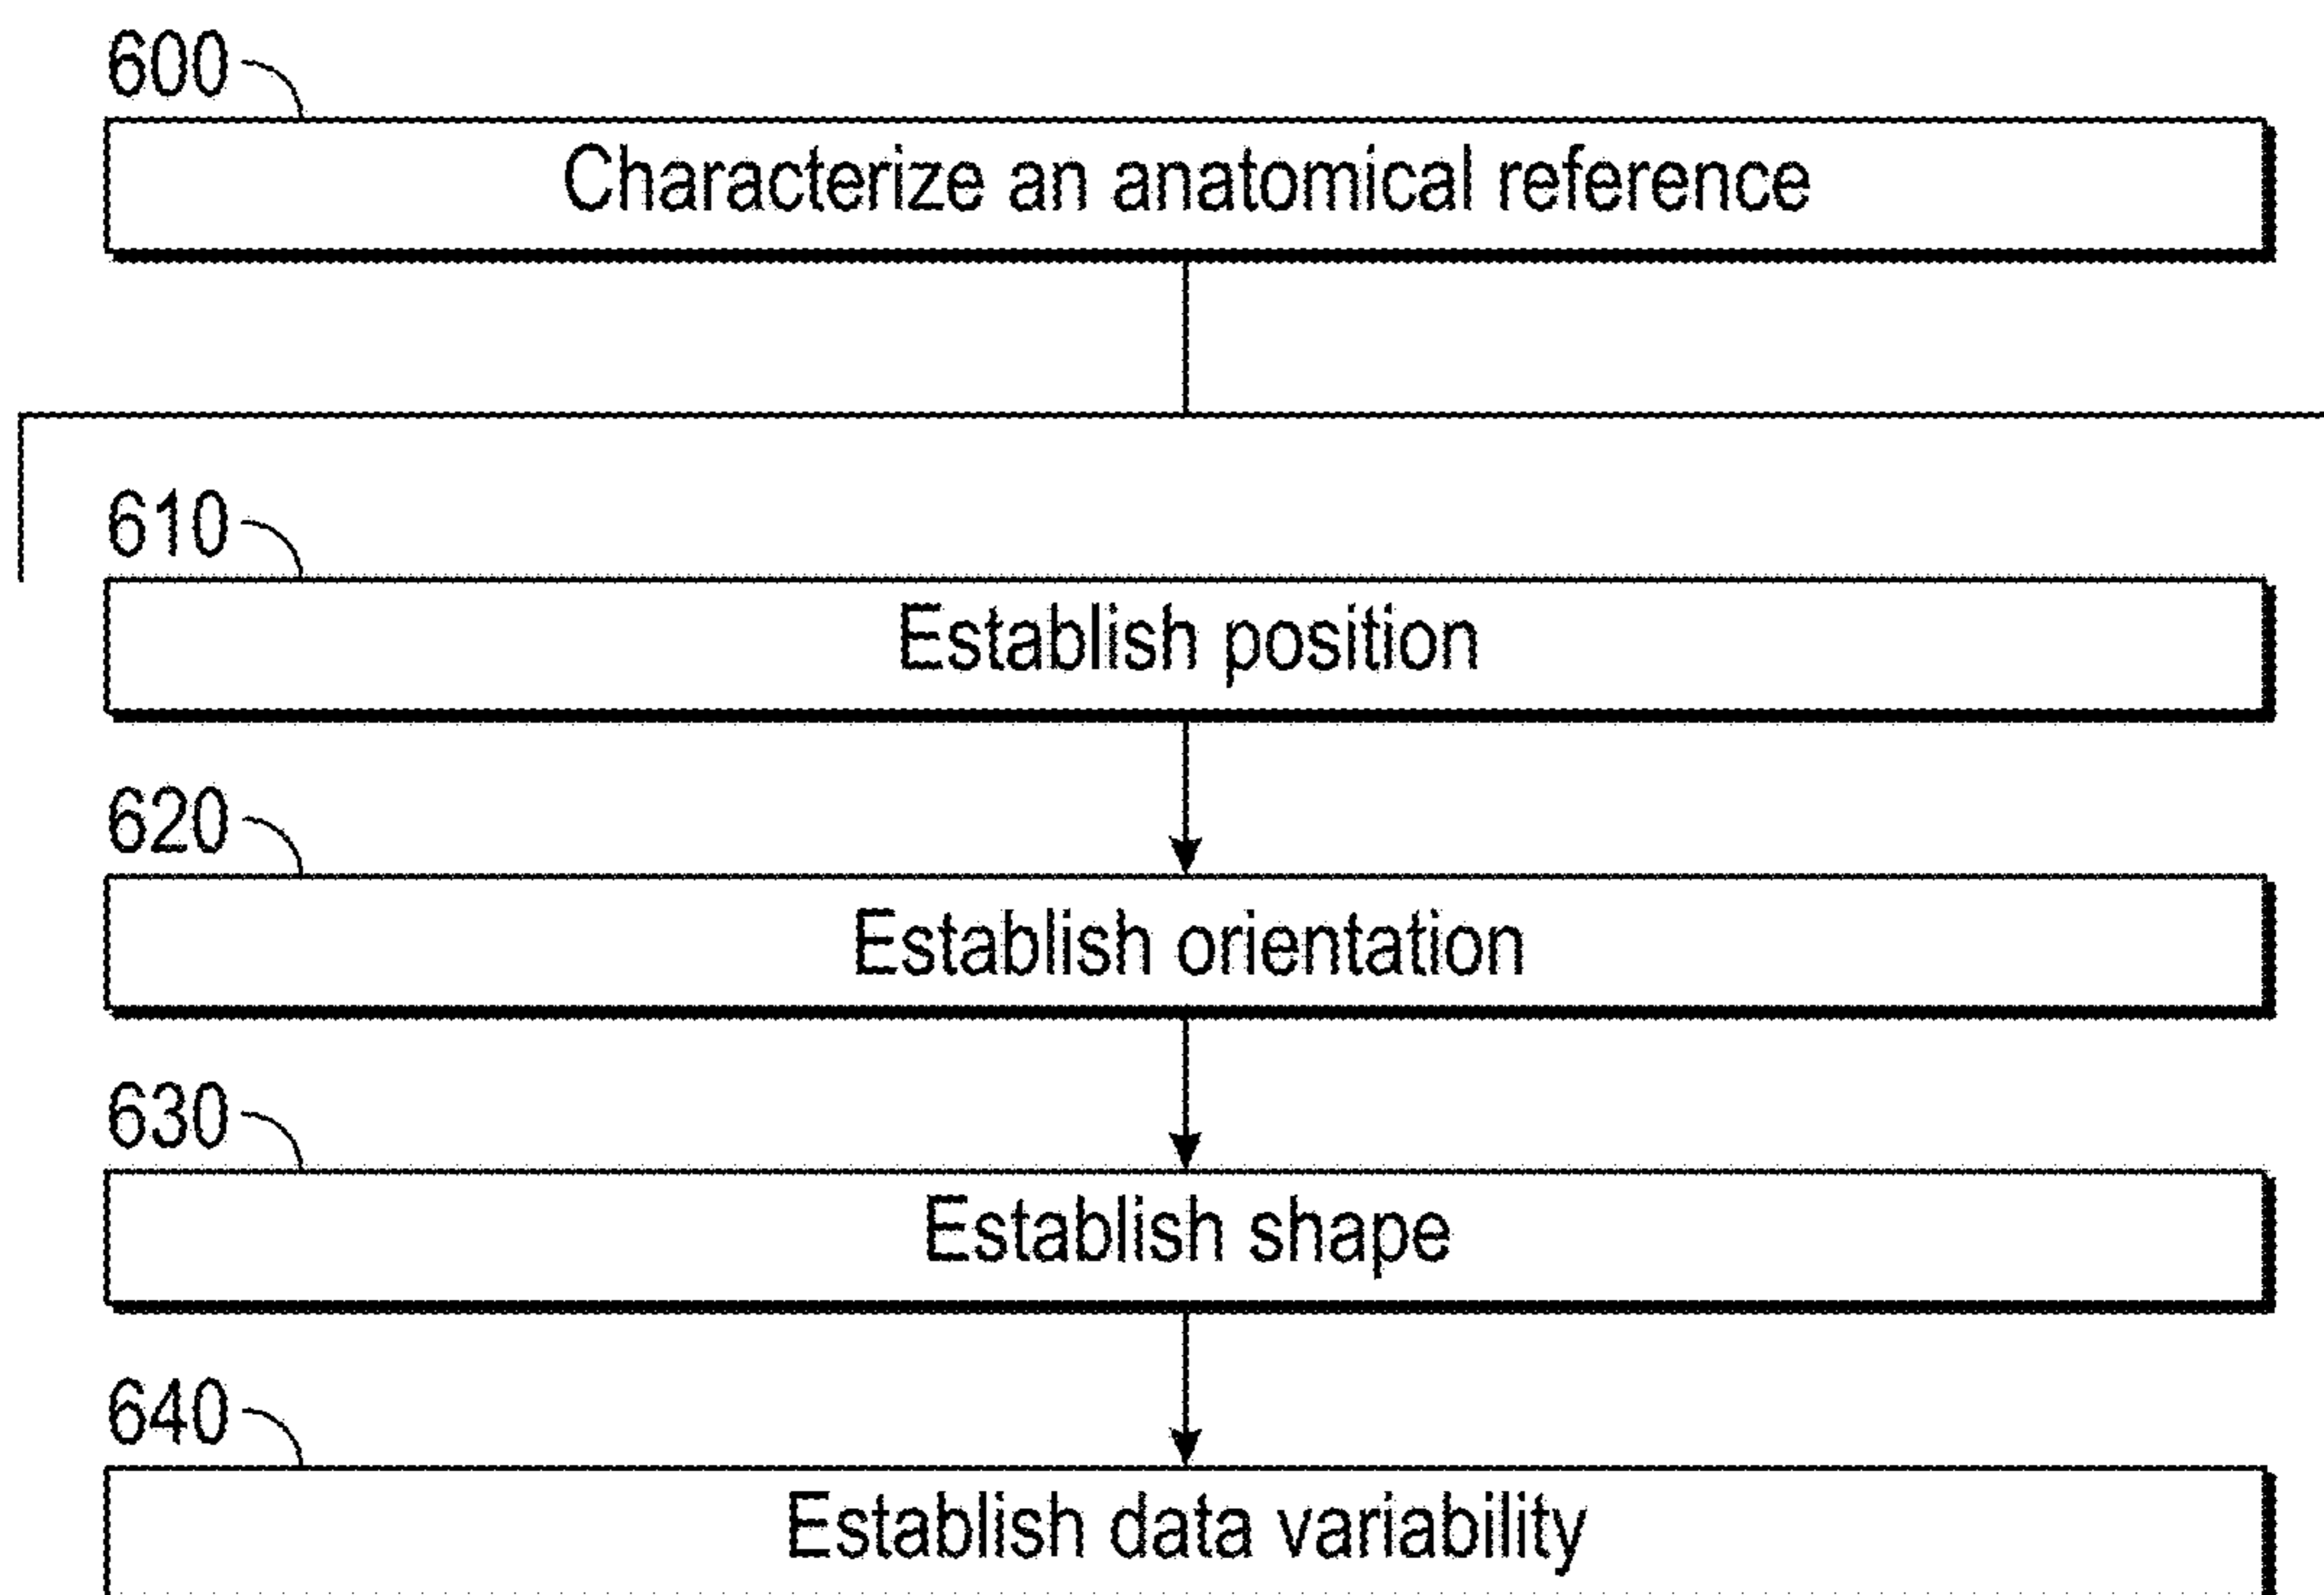 600
Characterize an anatomical reference
610
Establish position
620
Establish orientation
630
Establish shape
640
Establish data variability